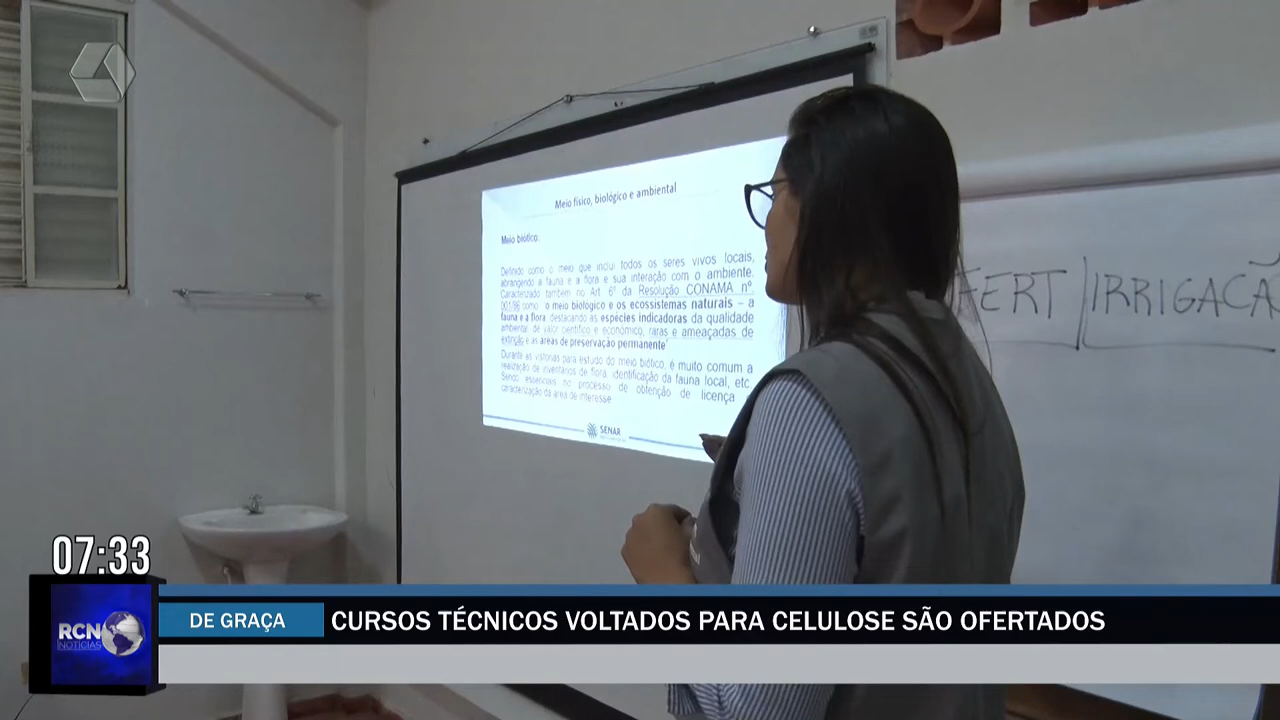 Meio físico, biológico e ambiental
Meio biótico:
Definido como o meio que inclui todos os seres vivos locais,
abrangendo a fauna e a flora e sua interação com o ambiente.
Caracterizado também no Art. 6º da Resolução CONAMA nº.
001/86 como "o meio biológico e os ecossistemas naturais – a
fauna e a flora, destacando as espécies indicadoras da qualidade
ambiental, de valor científico e econômico, raras e ameaçadas de
extinção e as áreas de preservação permanente"
Durante as vistorias para estudo do meio biótico, é muito comum a
realização de inventários de flora, identificação da fauna local, etc.
Sendo essenciais no processo de obtenção de licença
caracterização da área de interesse
SENAR
FERT IRRIGAÇÃ
07:33
RCN
NOTÍCIAS
DE GRAÇA
CURSOS TÉCNICOS VOLTADOS PARA CELULOSE SÃO OFERTADOS